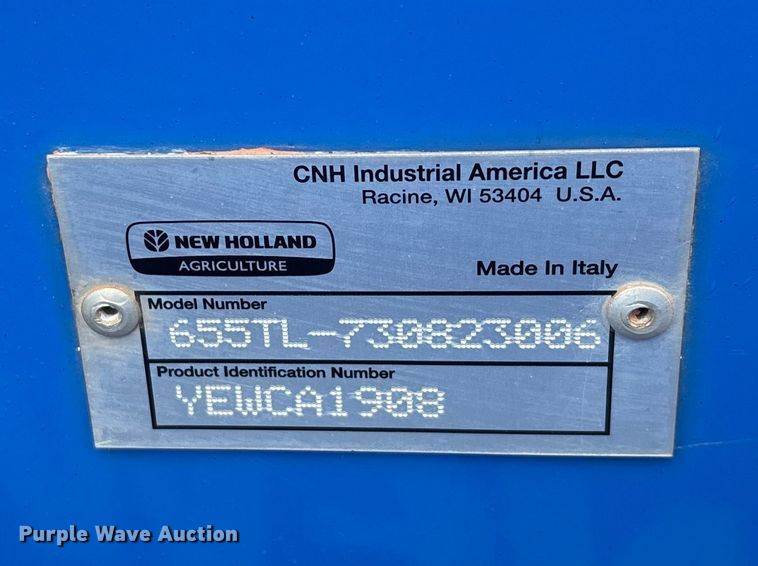 CNH Industrial America LLC
Racine, WI 53404 U.S.A.
NEW HOLLAND
AGRICULTURE
Made In Italy
Model Number
655TL-730823006
Product Identification Number
YEWCA1908
Purple Wave Auction